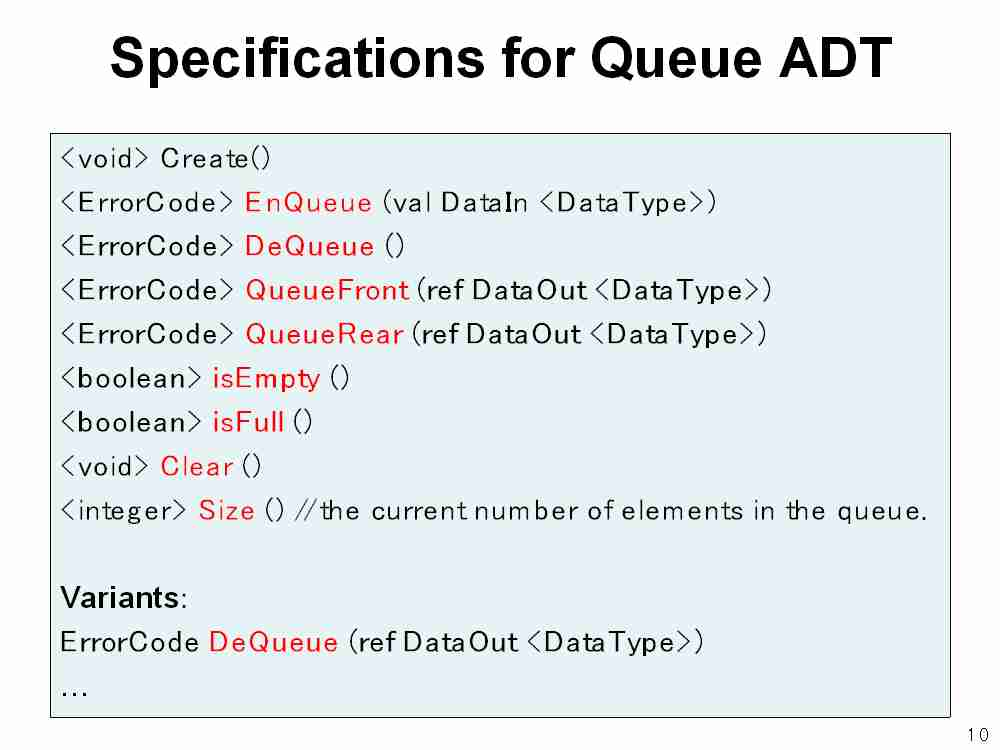 Specifications for Queue ADT
<void> Create()
<ErrorCode> EnQueue (val DataIn <DataType>)
<ErrorCode> DeQueue ()
<ErrorCode> QueueFront (ref DataOut <DataType>)
<ErrorCode> QueueRear (ref DataOut <DataType>)
<boolean> isEmpty ()
<boolean> isFull ()
<void> Clear ()
<integer> Size () //the current number of elements in the queue.
Variants:
ErrorCode DeQueue (ref DataOut <DataType>)
…
10